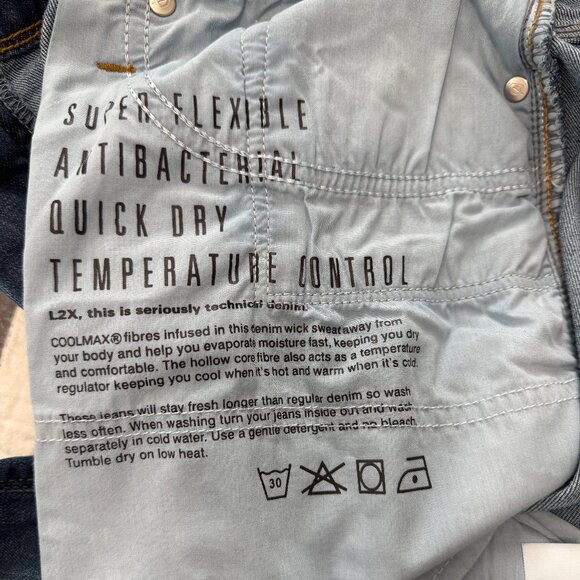 SUPER FLEXIBLE
ANTIBACTERIAL
QUICK DRY
TEMPERATURE CONTROL
L2X, this is seriously technical denim.
COOLMAX® fibres infused in this denim wick sweat away from
your body and help you evaporate moisture fast, keeping you dry
and comfortable. The hollow core fibre also acts as a temperature
regulator keeping you cool when it's hot and warm when it's cold.
These jeans will stay fresh longer than regular denim so wash
less often. When washing turn your jeans inside out and wash
separately in cold water. Use a gentle detergent and no bleach.
Tumble dry on low heat.
30